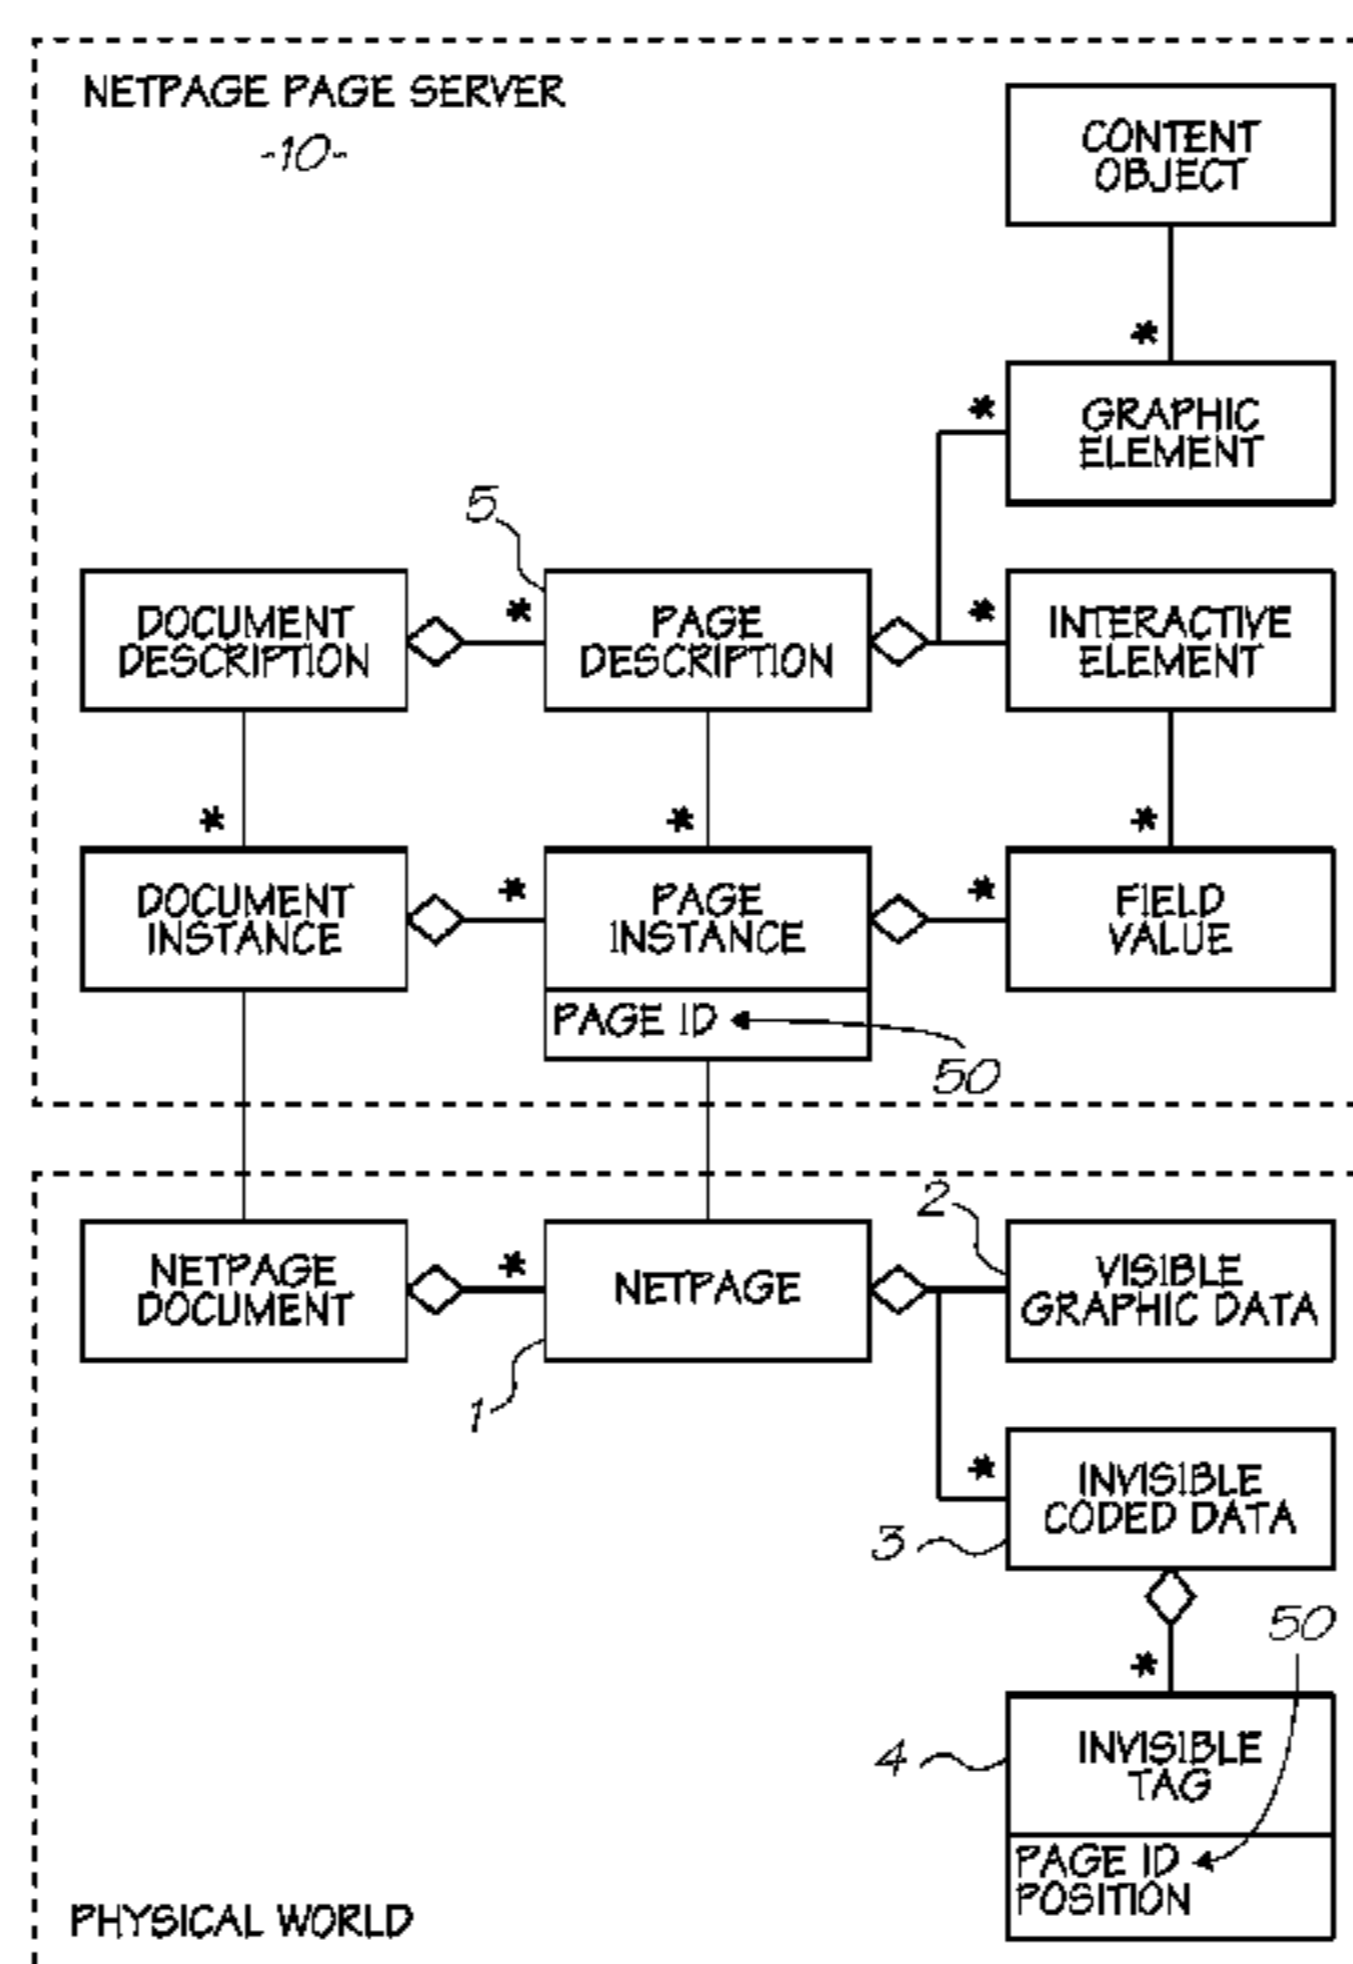 NETPAGE PAGE SERVER
-10-
CONTENT
OBJECT
*
*
GRAPHIC
ELEMENT
5
DOCUMENT
DESCRIPTION
*
PAGE
DESCRIPTION
*
INTERACTIVE
ELEMENT
*
*
*
DOCUMENT
INSTANCE
*
PAGE
INSTANCE
*
FIELD
VALUE
PAGE ID
50
NETPAGE
DOCUMENT
*
NETPAGE
2
VISIBLE
GRAPHIC DATA
1
*
INVISIBLE
CODED DATA
3
50
*
4
INVISIBLE
TAG
PAGE ID
POSITION
PHYSICAL WORLD